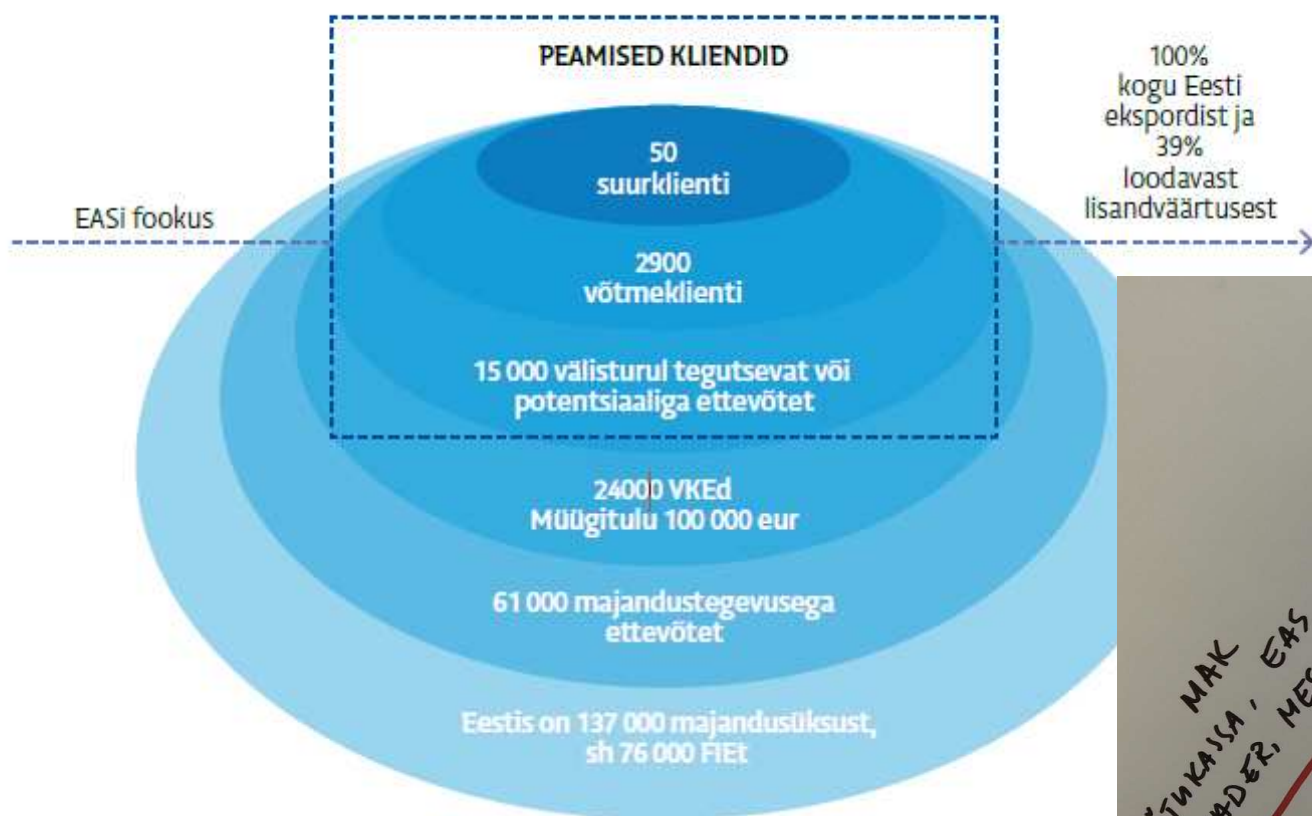 PEAMISED KLIENDID
50
suurklienti
2900
võtmeklienti
15 000 välisturul tegutsevat või
potentsiaaliga ettevõtet
24000 VKEd
Müügitulu 100 000 eur
61 000 majandustegevusega
ettevõtet
Eestis on 137 000 majandusüksust,
sh 76 000 FIEt
EASi fookus
100%
kogu Eesti
ekspordist ja
39%
loodavast
lisandväärtusest
MAK
EAS